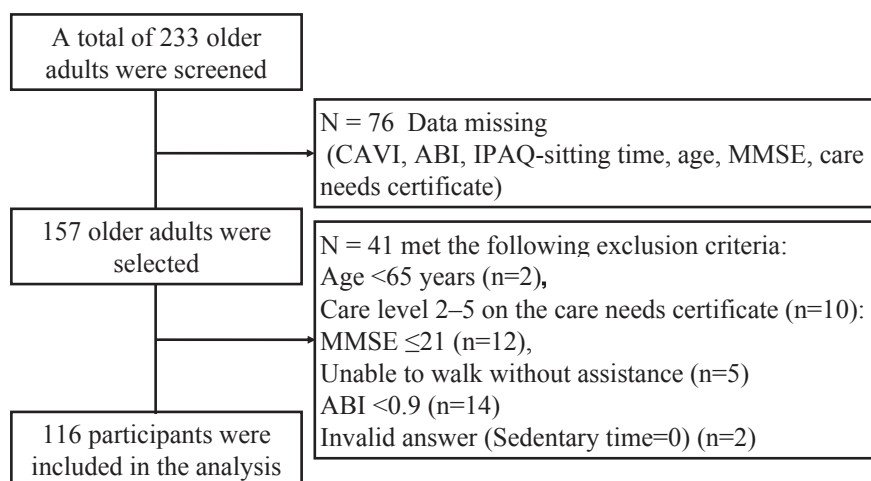 A total of 233 older
adults were screened
N = 76  Data missing
(CAVI, ABI, IPAQ-sitting time, age, MMSE, care
needs certificate)
157 older adults were
selected
N = 41 met the following exclusion criteria:
Age <65 years (n=2),
Care level 2–5 on the care needs certificate (n=10):
MMSE ≤21 (n=12),
Unable to walk without assistance (n=5)
ABI <0.9 (n=14)
Invalid answer (Sedentary time=0) (n=2)
116 participants were
included in the analysis